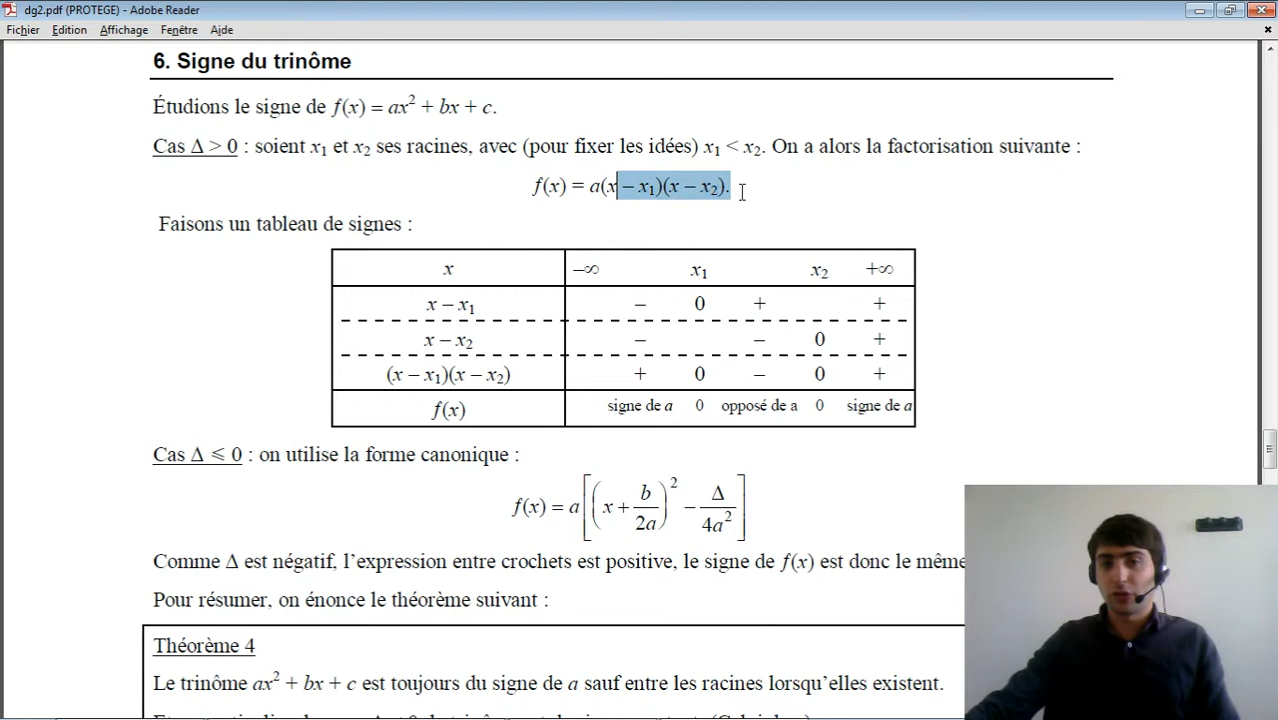 dg2.pdf (PROTEGE) - Adobe Reader
Fichier Edition Affichage Fenêtre Aide
6. Signe du trinôme
Étudions le signe de f(x) = ax² + bx + c.
Cas Δ > 0 : soient x₁ et x₂ ses racines, avec (pour fixer les idées) x₁ < x₂. On a alors la factorisation suivante :
f(x) = a(x – x₁)(x – x₂).
Faisons un tableau de signes :
x –∞ x₁ x₂ +∞
x – x₁ – 0 + +
x – x₂ – – 0 +
(x – x₁)(x – x₂) + 0 – 0 +
f(x) signe de a 0 opposé de a 0 signe de a
Cas Δ ⩽ 0 : on utilise la forme canonique :
f(x) = a[(x + b/2a)² – Δ/4a²]
Comme Δ est négatif, l'expression entre crochets est positive, le signe de f(x) est donc le même
Pour résumer, on énonce le théorème suivant :
Théorème 4
Le trinôme ax² + bx + c est toujours du signe de a sauf entre les racines lorsqu'elles existent.